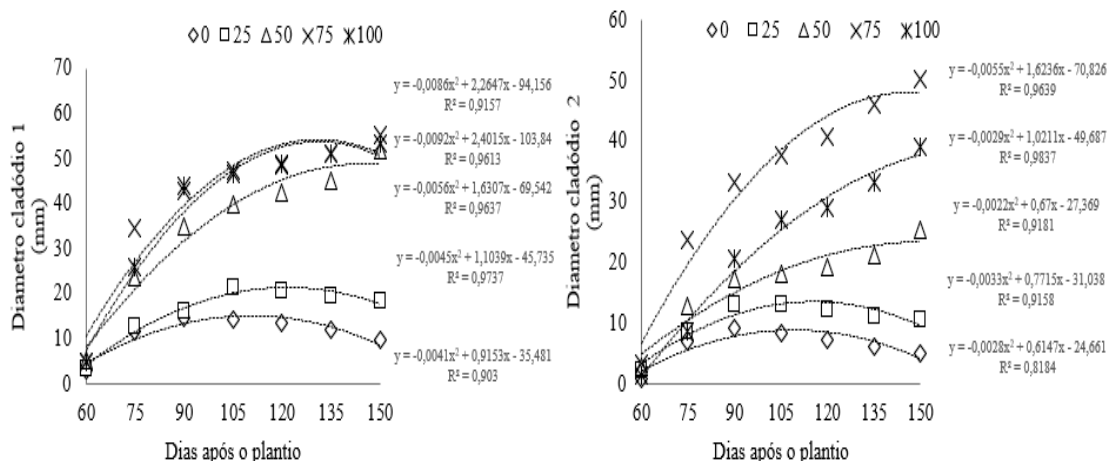 ◇0 □25 △50 ×75 ж100
70
60
50
40
30
20
10
0
Diametro cladódio 1
(mm)
60 75 90 105 120 135 150
Dias após o plantio
y = -0,0086x² + 2,2647x - 94,156
R² = 0,9157
y = -0,0092x² + 2,4015x - 103,84
R² = 0,9613
y = -0,0056x² + 1,6307x - 69,542
R² = 0,9637
y = -0,0045x² + 1,1039x - 45,735
R² = 0,9737
y = -0,0041x² + 0,9153x - 35,481
R² = 0,903
◇0 □25 △50 ×75 ж100
60
50
40
30
20
10
0
Diametro cladódio 2
(mm)
60 75 90 105 120 135 150
Dias após o plantio
y = -0,0055x² + 1,6236x - 70,826
R² = 0,9639
y = -0,0029x² + 1,0211x - 49,687
R² = 0,9837
y = -0,0022x² + 0,67x - 27,369
R² = 0,9181
y = -0,0033x² + 0,7715x - 31,038
R² = 0,9158
y = -0,0028x² + 0,6147x - 24,661
R² = 0,8184